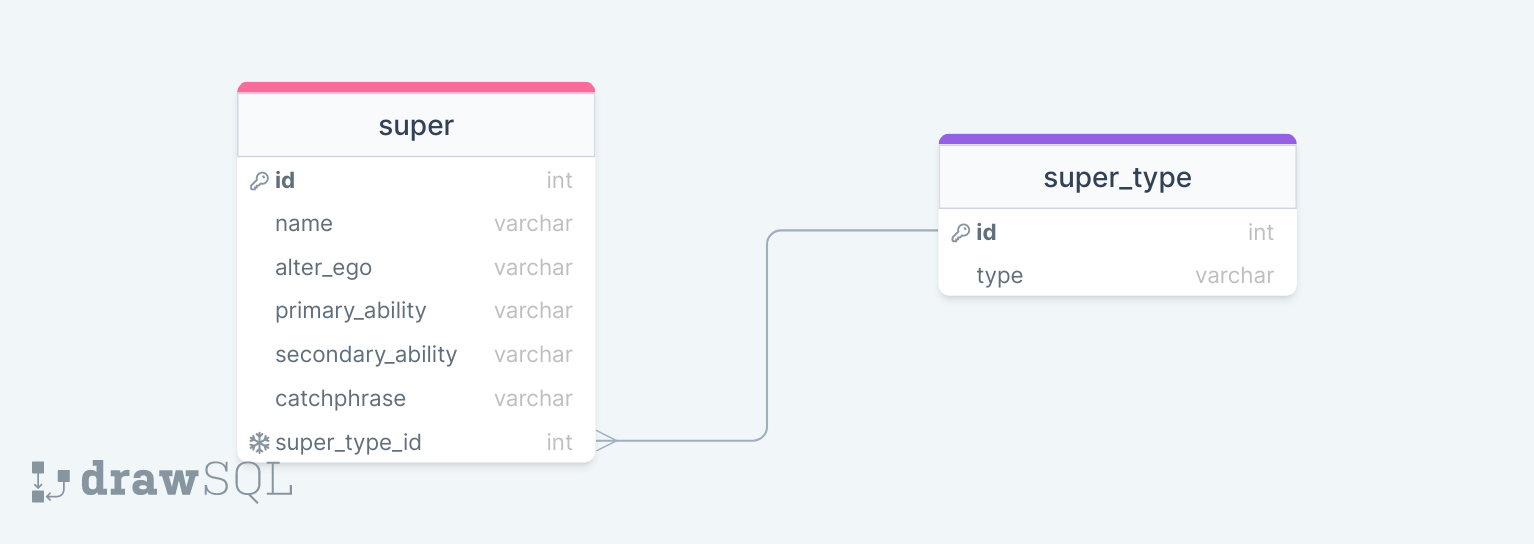 super
id int
name varchar
alter_ego varchar
primary_ability varchar
secondary_ability varchar
catchphrase varchar
super_type_id int
super_type
id int
type varchar
drawSQL